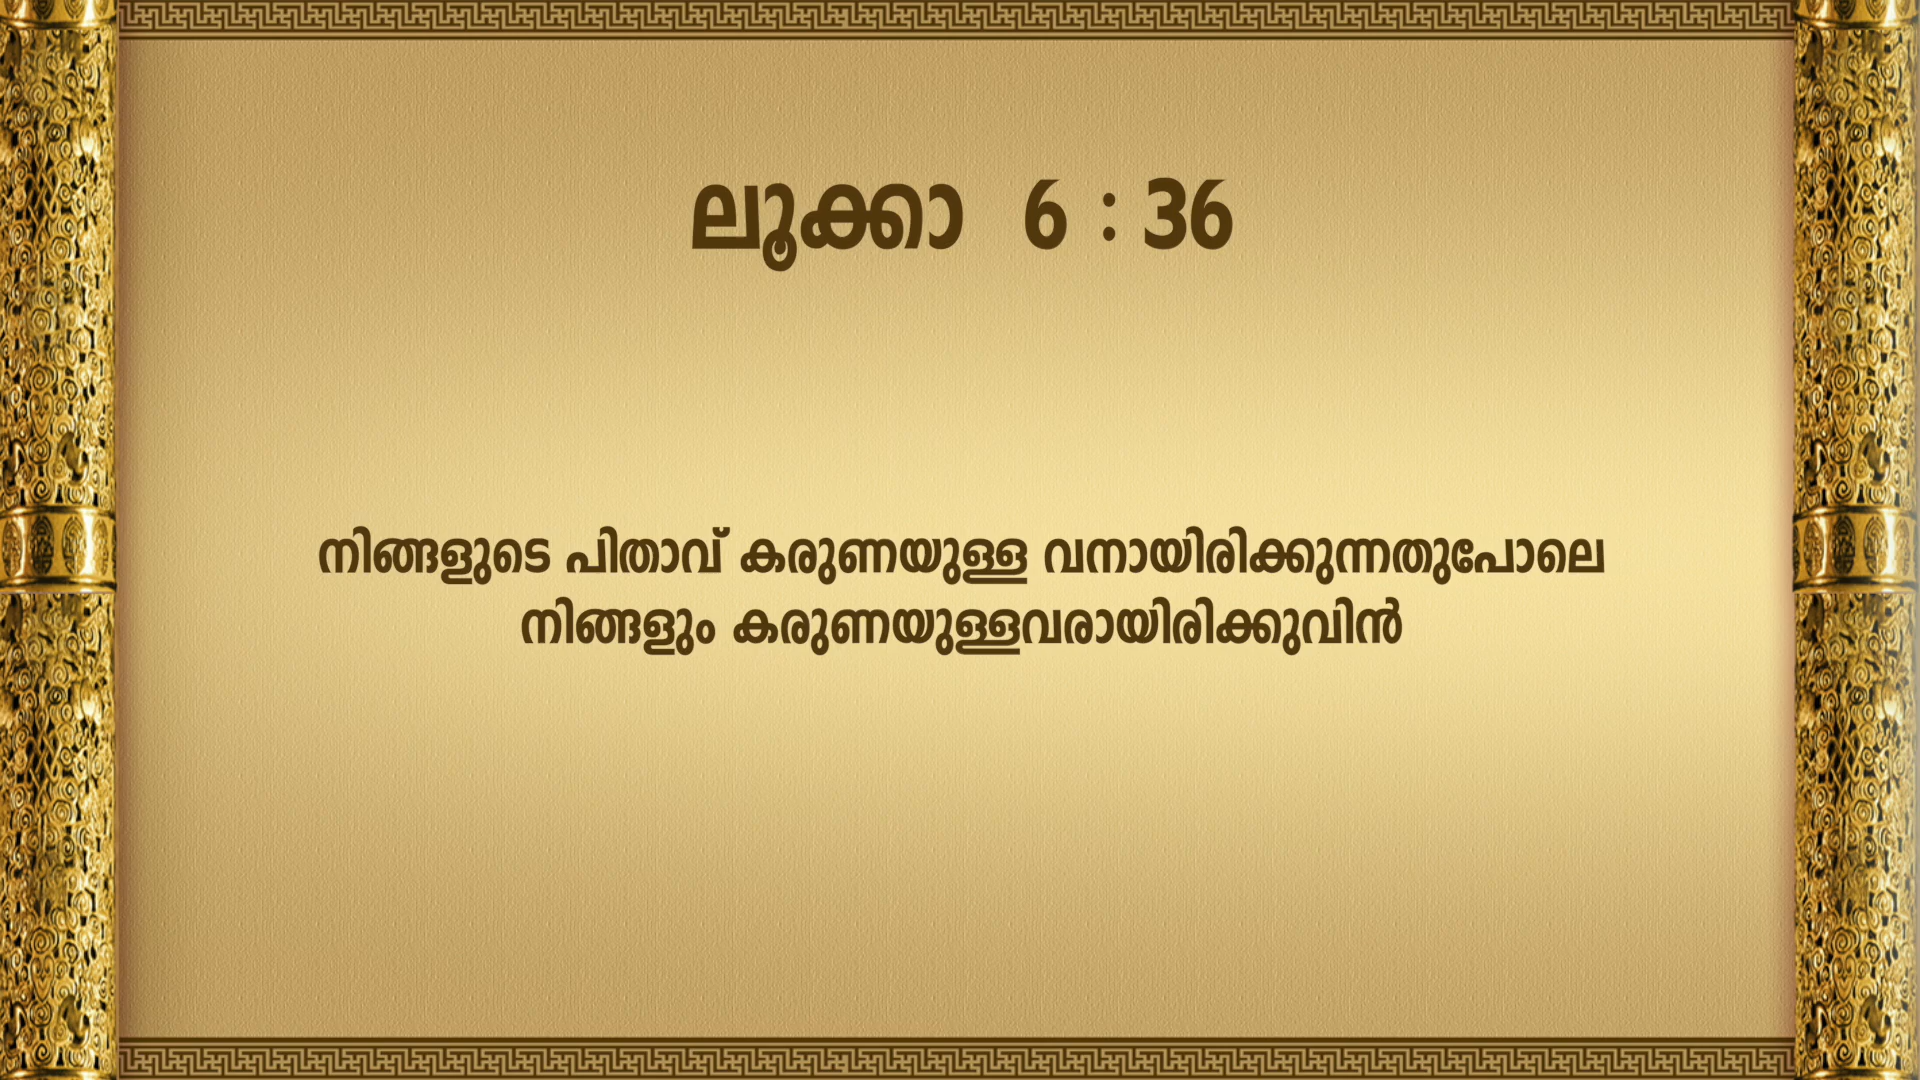 ലൂക്കാ 6 : 36
നിങ്ങളുടെ പിതാവ് കരുണയുള്ള വനായിരിക്കുന്നതുപോലെ
നിങ്ങളും കരുണയുള്ളവരായിരിക്കുവിൻ